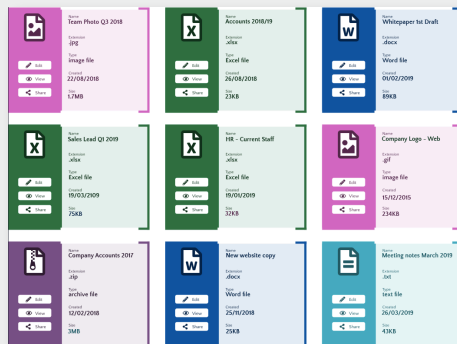 Name
Team Photo Q3 2018
Extension
.jpg
Type
image file
Created
22/08/2018
Size
1.7MB
Edit
View
Share
Name
Accounts 2018/19
Extension
.xlsx
Type
Excel file
Created
26/08/2018
Size
23KB
Edit
View
Share
X
Name
Whitepaper 1st Draft
Extension
.docx
Type
Word file
Created
01/02/2019
Size
89KB
Edit
View
Share
W
Name
Sales Lead Q1 2019
Extension
.xlsx
Type
Excel file
Created
19/03/2109
Size
75KB
Edit
View
Share
X
Name
HR - Current Staff
Extension
.xlsx
Type
Excel file
Created
19/01/2019
Size
32KB
Edit
View
Share
X
Name
Company Logo - Web
Extension
.gif
Type
image file
Created
15/12/2015
Size
234KB
Edit
View
Share
Name
Company Accounts 2017
Extension
.zip
Type
archive file
Created
12/02/2018
Size
3MB
Edit
View
Share
Name
New website copy
Extension
.docx
Type
Word file
Created
25/11/2018
Size
25KB
Edit
View
Share
W
Name
Meeting notes March 2019
Extension
.txt
Type
text file
Created
26/03/2019
Size
43KB
Edit
View
Share